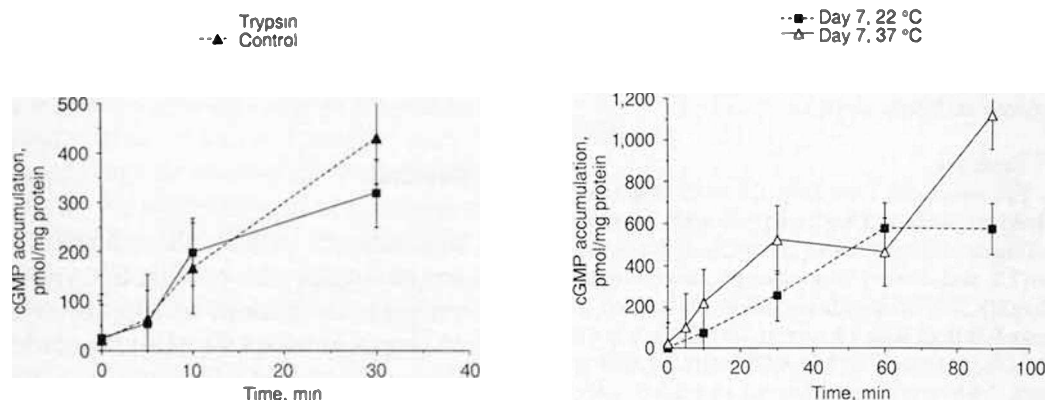 Trypsin
Control
cGMP accumulation,
pmol/mg protein
500
400
300
200
100
0
0
10
20
30
40
Time, min
Day 7, 22 °C
Day 7, 37 °C
cGMP accumulation,
pmol/mg protein
1,200
1,000
800
600
400
200
0
0
20
40
60
80
100
Time, min